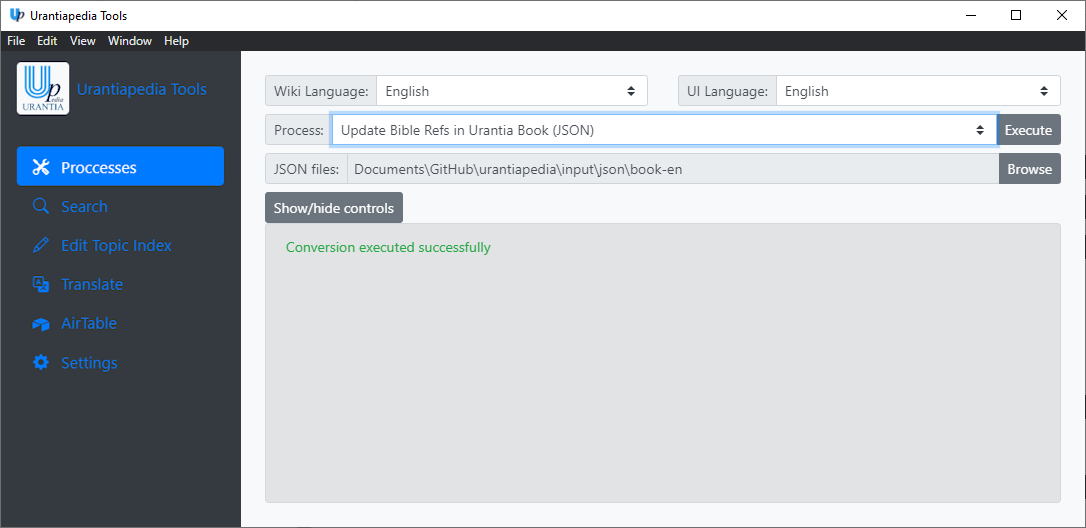 Up Urantiapedia Tools
File Edit View Window Help
Up
edia
URANTIA
Urantiapedia Tools
Proccesses
Search
Edit Topic Index
Translate
AirTable
Settings
Wiki Language: English
UI Language: English
Process: Update Bible Refs in Urantia Book (JSON) Execute
JSON files: Documents\GitHub\urantiapedia\input\json\book-en Browse
Show/hide controls
Conversion executed successfully